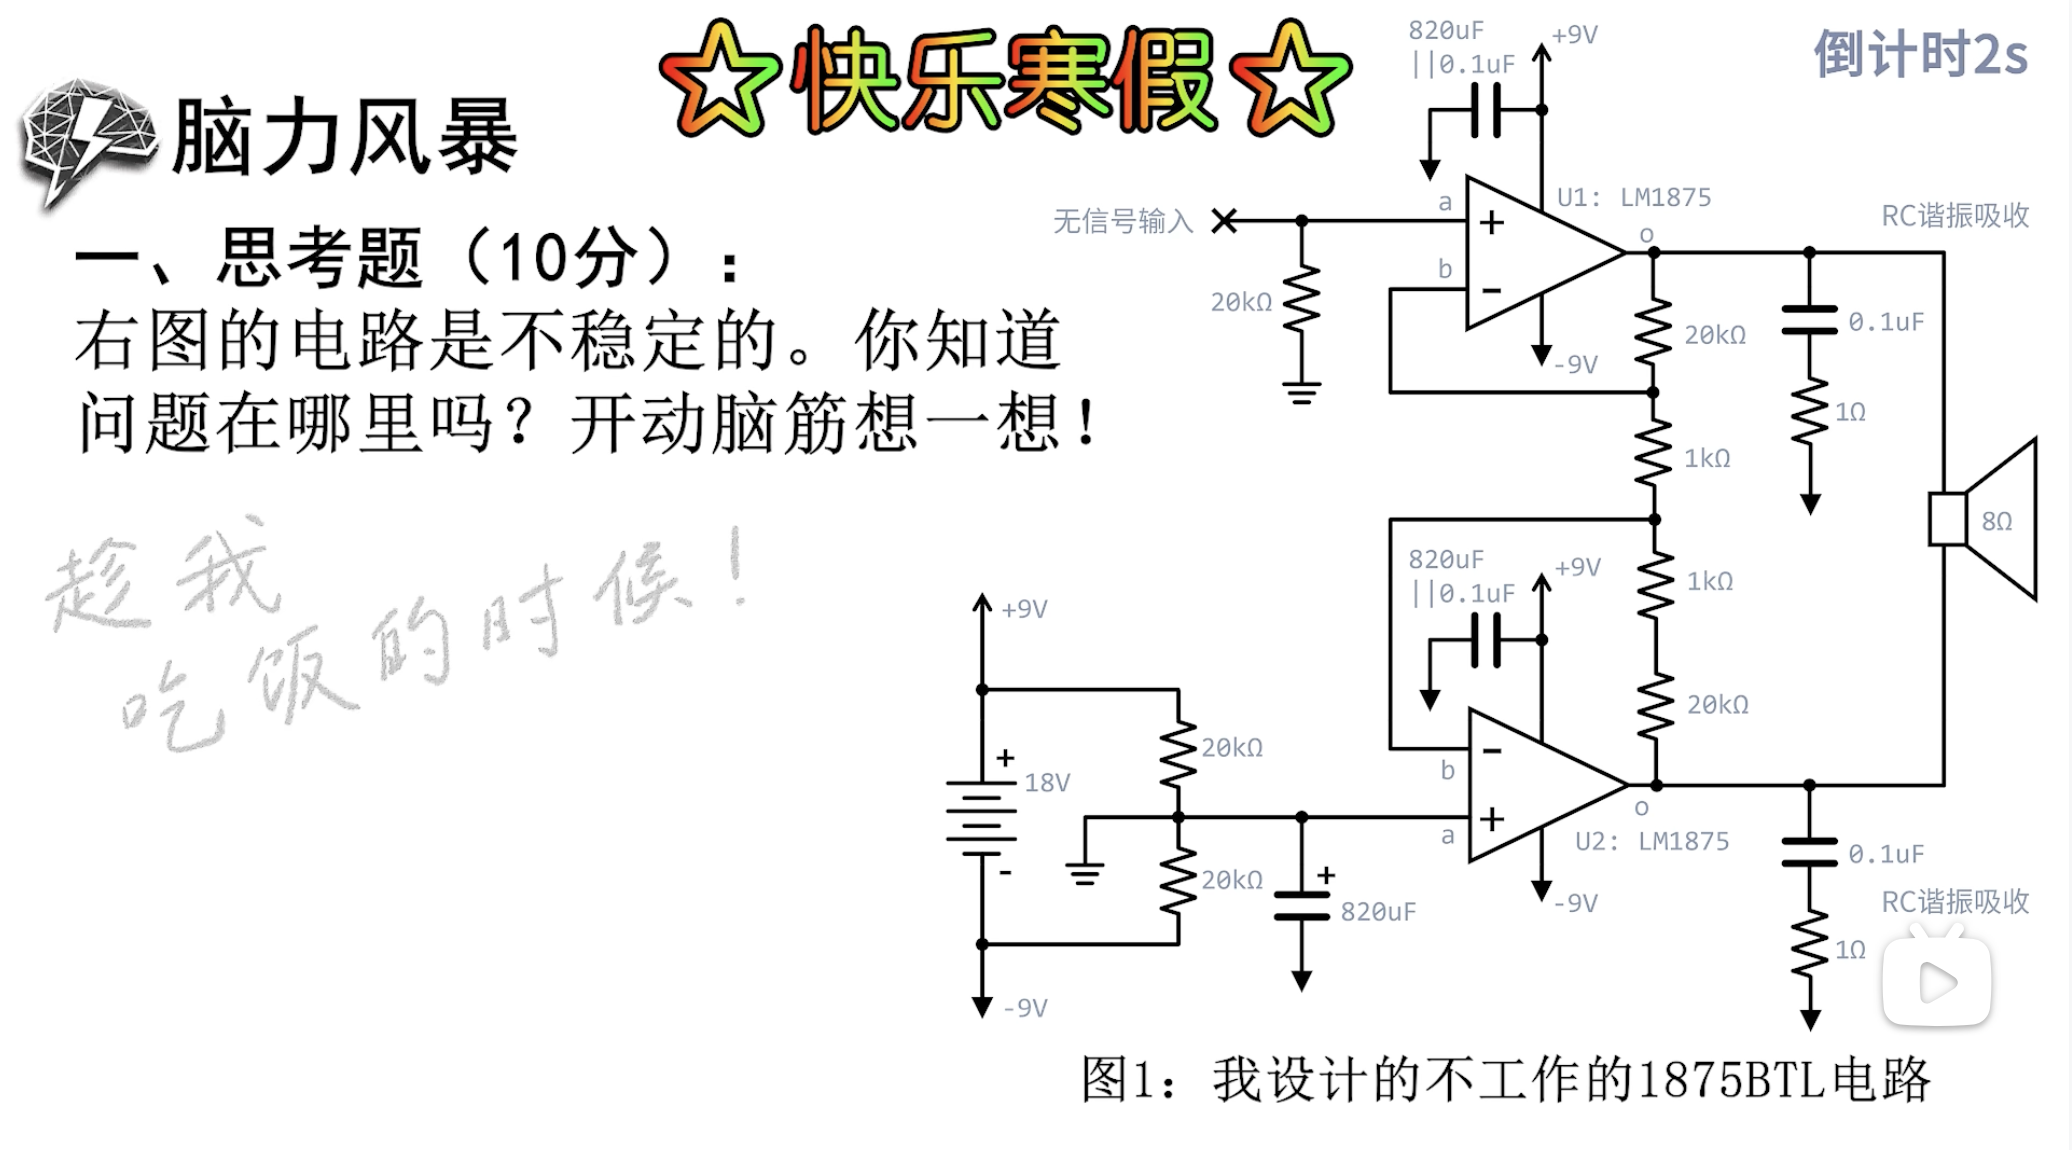 ☆快乐寒假☆
倒计时2s
脑力风暴
一、思考题（10分）：
右图的电路是不稳定的。你知道
问题在哪里吗？开动脑筋想一想！
趁我
吃饭的时候！
820uF
||0.1uF
+9V
U1: LM1875
无信号输入
a
+
b
-
o
RC谐振吸收
20kΩ
-9V
20kΩ
0.1uF
1Ω
1kΩ
8Ω
820uF
||0.1uF
+9V
1kΩ
20kΩ
-
b
+
a
o
U2: LM1875
-9V
0.1uF
RC谐振吸收
1Ω
+9V
+
18V
-
-9V
20kΩ
20kΩ
+
820uF
图1：我设计的不工作的1875BTL电路